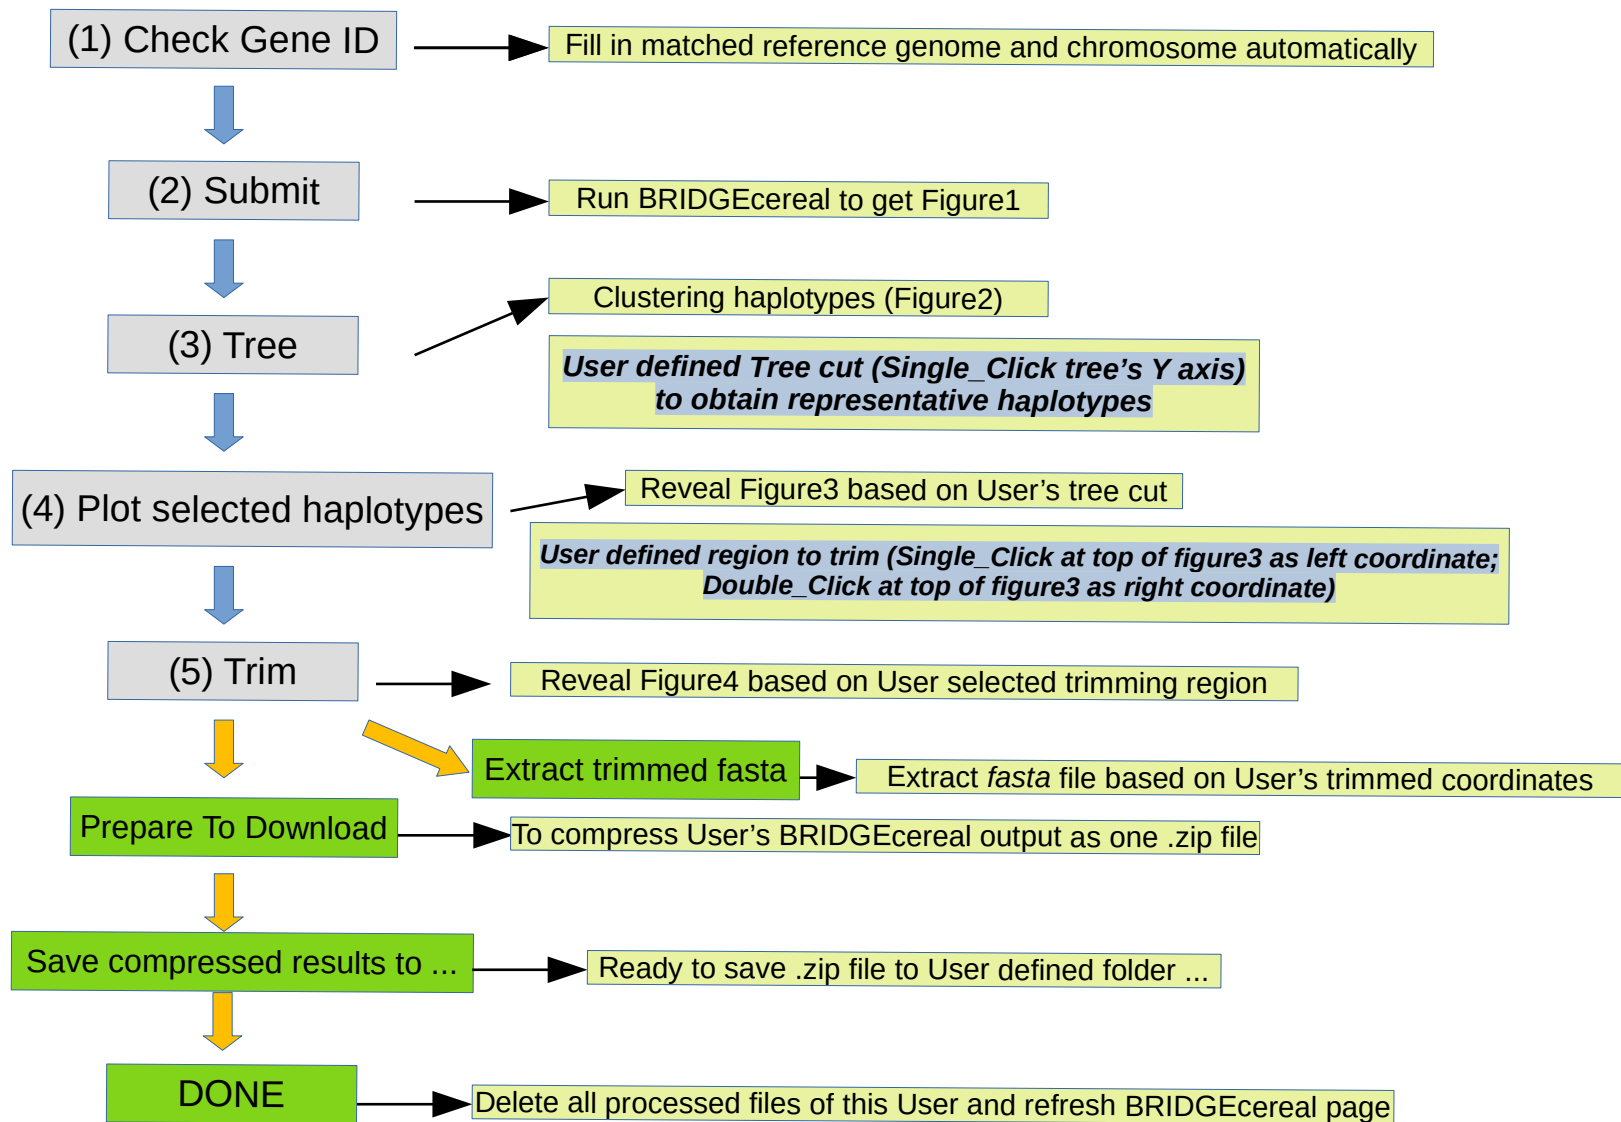 (1) Check Gene ID
Fill in matched reference genome and chromosome automatically
(2) Submit
Run BRIDGEcereal to get Figure1
(3) Tree
Clustering haplotypes (Figure2)
User defined Tree cut (Single_Click tree's Y axis)
to obtain representative haplotypes
(4) Plot selected haplotypes
Reveal Figure3 based on User's tree cut
User defined region to trim (Single_Click at top of figure3 as left coordinate;
Double_Click at top of figure3 as right coordinate)
(5) Trim
Reveal Figure4 based on User selected trimming region
Extract trimmed fasta
Extract fasta file based on User's trimmed coordinates
Prepare To Download
To compress User's BRIDGEcereal output as one .zip file
Save compressed results to ...
Ready to save .zip file to User defined folder ...
DONE
Delete all processed files of this User and refresh BRIDGEcereal page